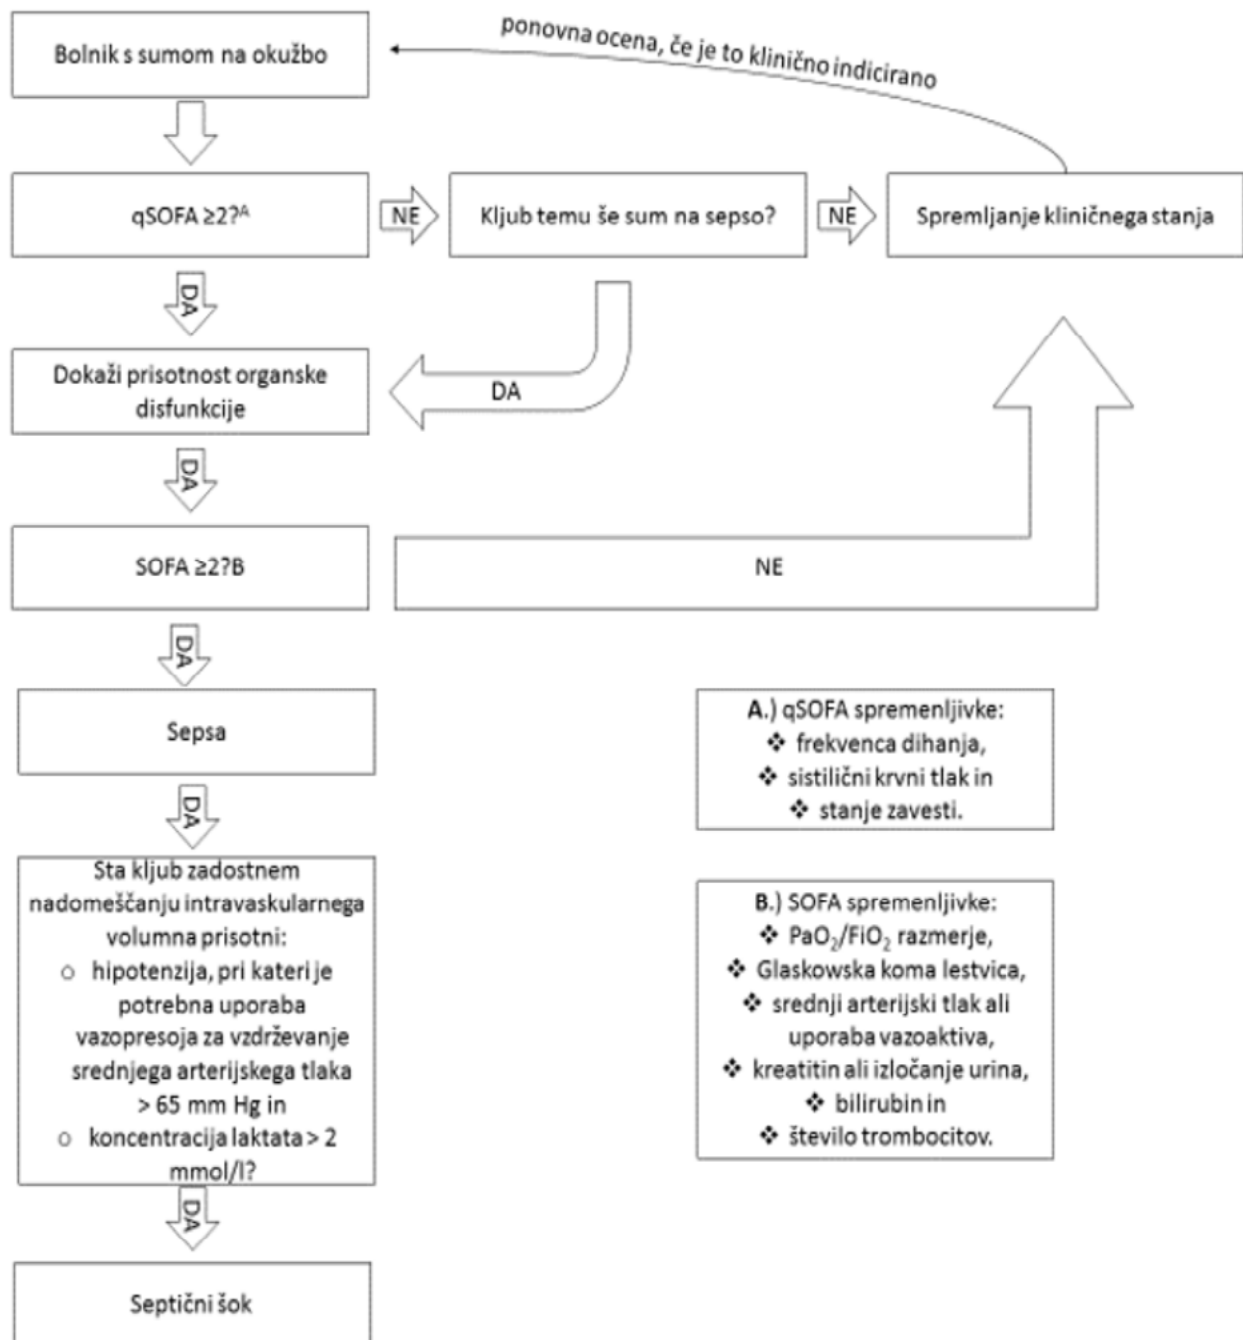 Bolnik s sumom na okužbo
ponovna ocena, če je to klinično indicirano
qSOFA ≥2?ᴬ
NE
Kljub temu še sum na sepso?
NE
Spremljanje kliničnega stanja
DA
Dokaži prisotnost organske
disfunkcije
DA
DA
SOFA ≥2?B
NE
DA
Sepsa
DA
Sta kljub zadostnem
nadomeščanju intravaskularnega
volumna prisotni:
o hipotenzija, pri kateri je
potrebna uporaba
vazopresoja za vzdrževanje
srednjega arterijskega tlaka
> 65 mm Hg in
o koncentracija laktata > 2
mmol/l?
DA
Septični šok
A.) qSOFA spremenljivke:
❖ frekvenca dihanja,
❖ sistilični krvni tlak in
❖ stanje zavesti.
B.) SOFA spremenljivke:
❖ PaO₂/FiO₂ razmerje,
❖ Glaskowska koma lestvica,
❖ srednji arterijski tlak ali
uporaba vazoaktiva,
❖ kreatitin ali izločanje urina,
❖ bilirubin in
❖ število trombocitov.